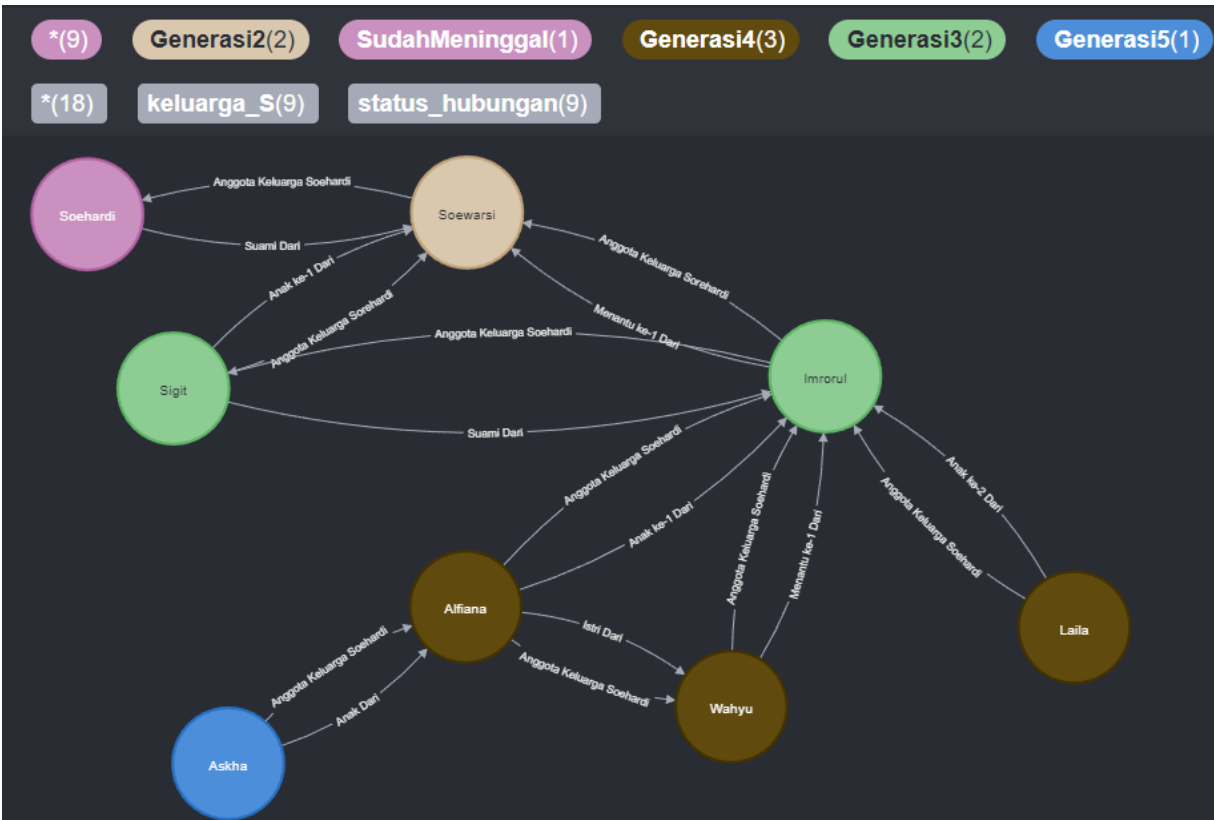 *(9) Generasi2(2) SudahMeninggal(1) Generasi4(3) Generasi3(2) Generasi5(1)
*(18) keluarga_S(9) status_hubungan(9)
Anggota Keluarga Soehardi
Soehardi
Soewarsi
Suami Dari
Anak ke-1 Dari
Anggota Keluarga Sorehardi
Anggota Keluarga Sorehardi
Menantu ke-1 Dari
Anggota Keluarga Soehardi
Sigit
Imrorul
Suami Dari
Anggota Keluarga Soehardi
Anak ke-1 Dari
Anggota Keluarga Soehardi
Menantu ke-1 Dari
Anak ke-2 Dari
Anggota Keluarga Soehardi
Alfiana
Istri Dari
Laila
Anggota Keluarga Soehardi
Anggota Keluarga Soehardi
Anak Dari
Wahyu
Askha